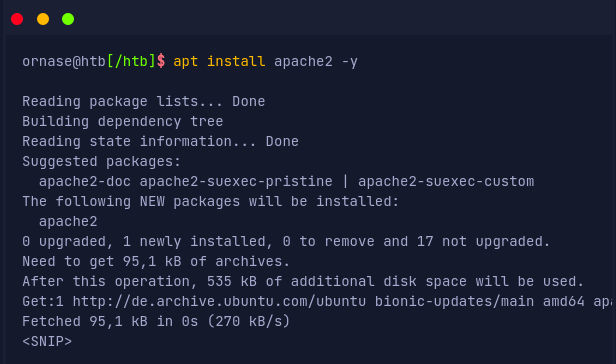 ornase@htb[/htb]$ apt install apache2 -y
Reading package lists... Done
Building dependency tree
Reading state information... Done
Suggested packages:
  apache2-doc apache2-suexec-pristine | apache2-suexec-custom
The following NEW packages will be installed:
  apache2
0 upgraded, 1 newly installed, 0 to remove and 17 not upgraded.
Need to get 95,1 kB of archives.
After this operation, 535 kB of additional disk space will be used.
Get:1 http://de.archive.ubuntu.com/ubuntu bionic-updates/main amd64
Fetched 95,1 kB in 0s (270 kB/s)
<SNIP>